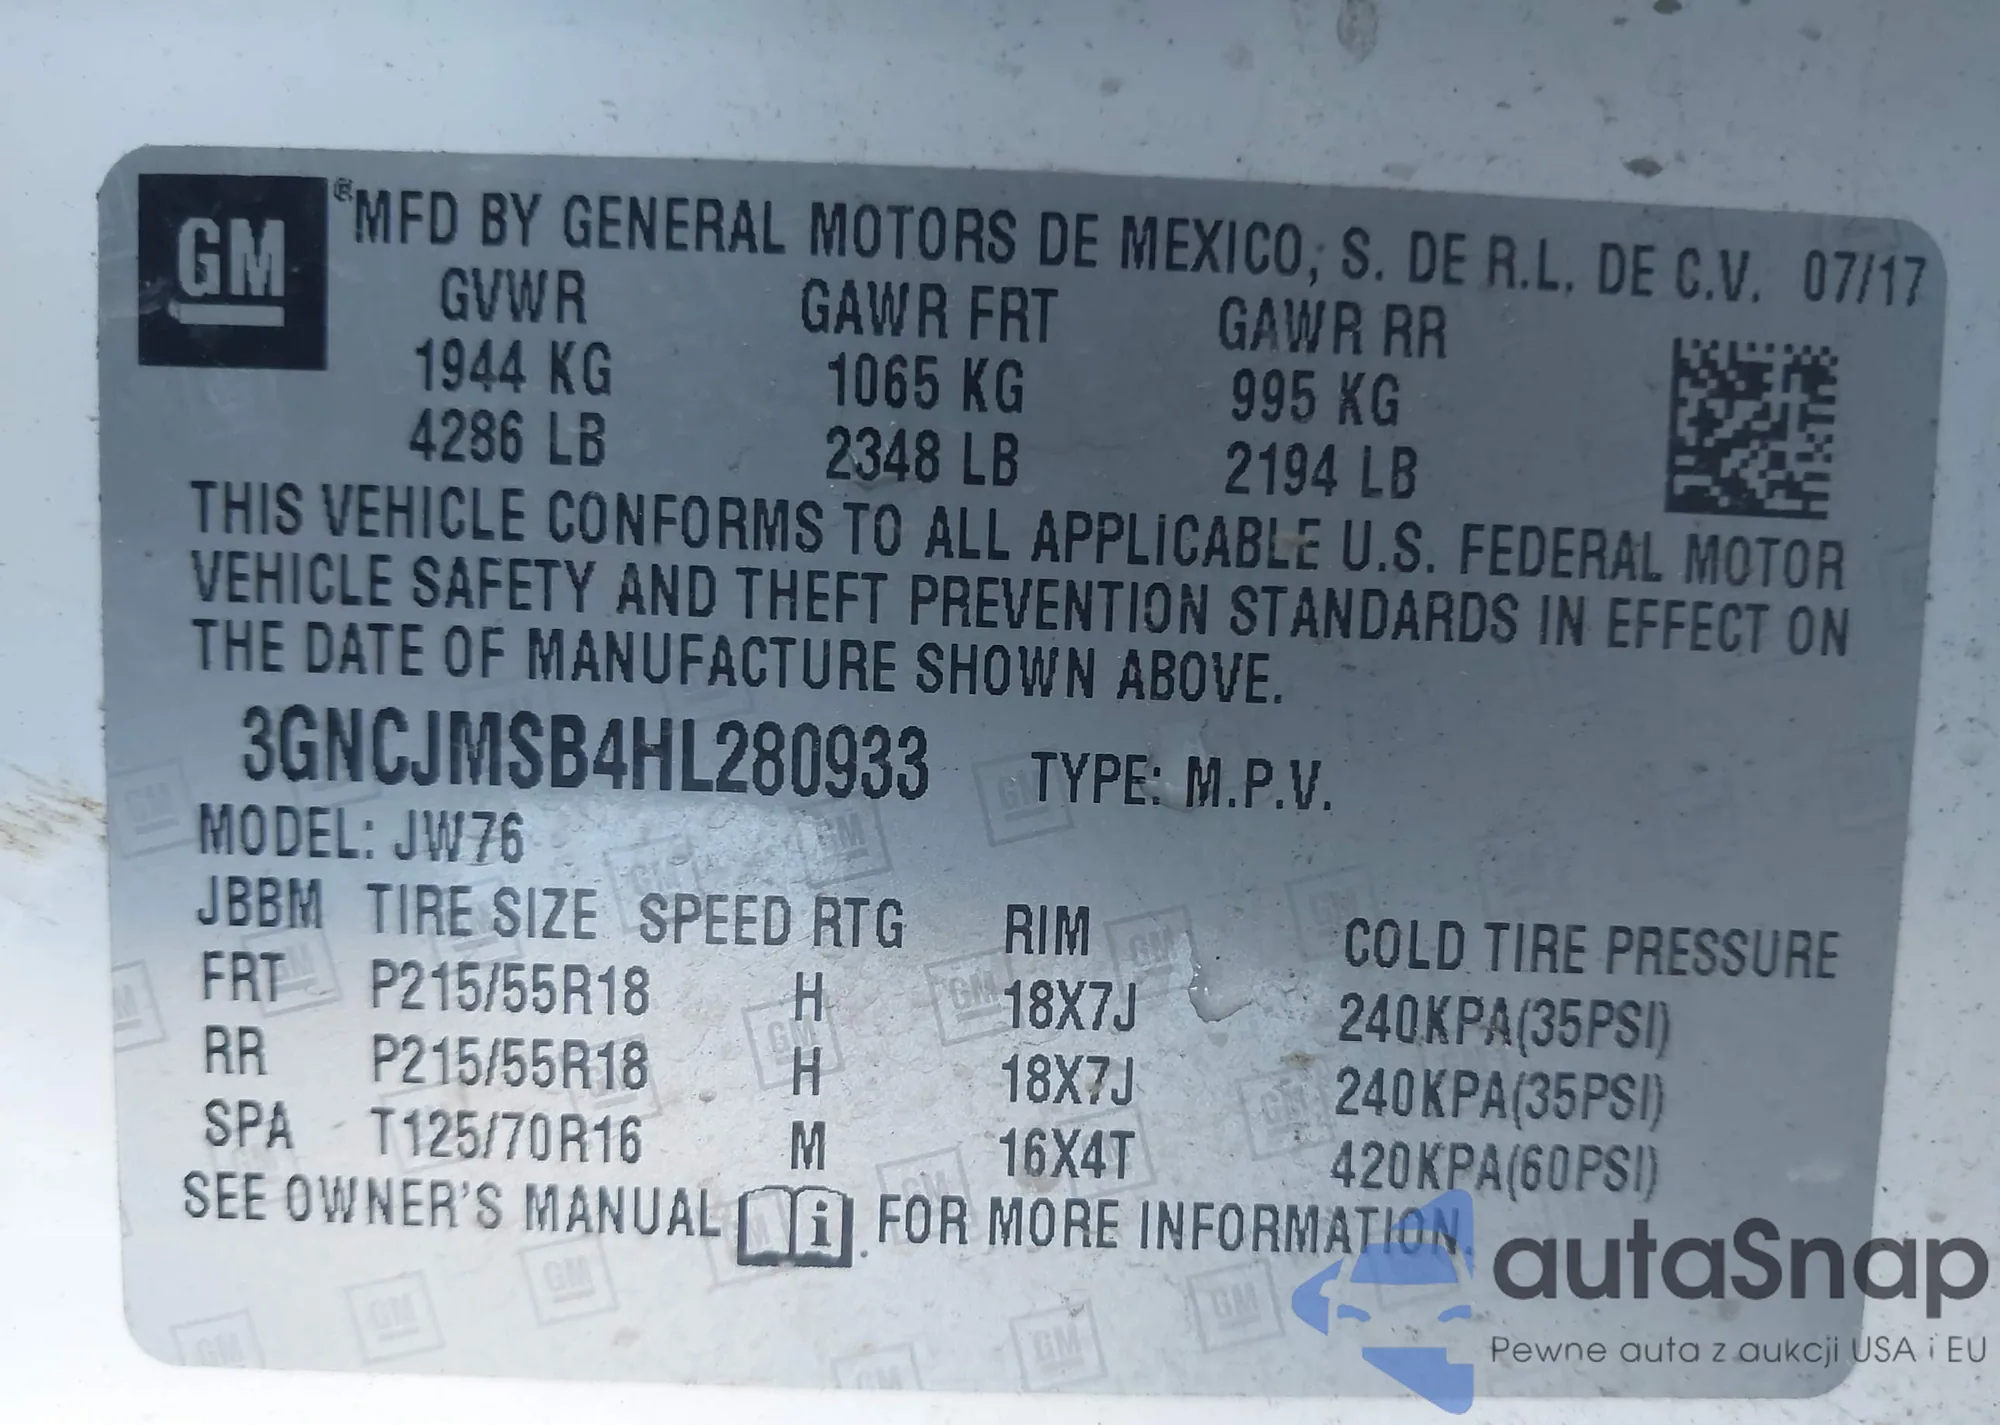 GM ® MFD BY GENERAL MOTORS DE MEXICO, S. DE R.L. DE C.V. 07/17
GVWR GAWR FRT GAWR RR
1944 KG 1065 KG 995 KG
4286 LB 2348 LB 2194 LB
THIS VEHICLE CONFORMS TO ALL APPLICABLE U.S. FEDERAL MOTOR
VEHICLE SAFETY AND THEFT PREVENTION STANDARDS IN EFFECT ON
THE DATE OF MANUFACTURE SHOWN ABOVE.
3GNCJMSB4HL280933 TYPE: M.P.V.
MODEL: JW76
JBBM TIRE SIZE SPEED RTG RIM COLD TIRE PRESSURE
FRT P215/55R18 H 18X7J 240KPA(35PSI)
RR P215/55R18 H 18X7J 240KPA(35PSI)
SPA T125/70R16 M 16X4T 420KPA(60PSI)
SEE OWNER'S MANUAL i . FOR MORE INFORMATION.
autaSnap
Pewne auta z aukcji USA i EU